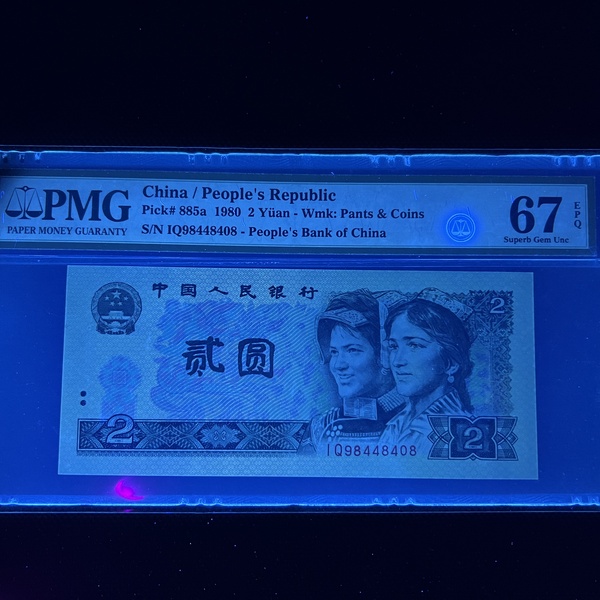 PMG
PAPER MONEY GUARANTY
China / People's Republic
Pick# 885a 1980 2 Yüan - Wmk: Pants & Coins
S/N IQ98448408 - People's Bank of China
67
EPQ
Superb Gem Unc
中国人民银行
2
贰圆
2
2
IQ98448408